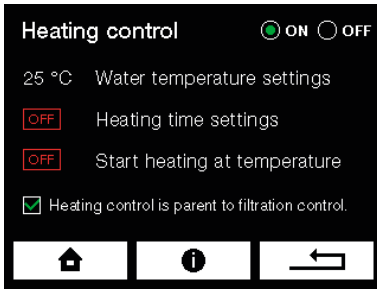 Heating control ON OFF
25 °C Water temperature settings
OFF Heating time settings
OFF Start heating at temperature
Heating control is parent to filtration control.